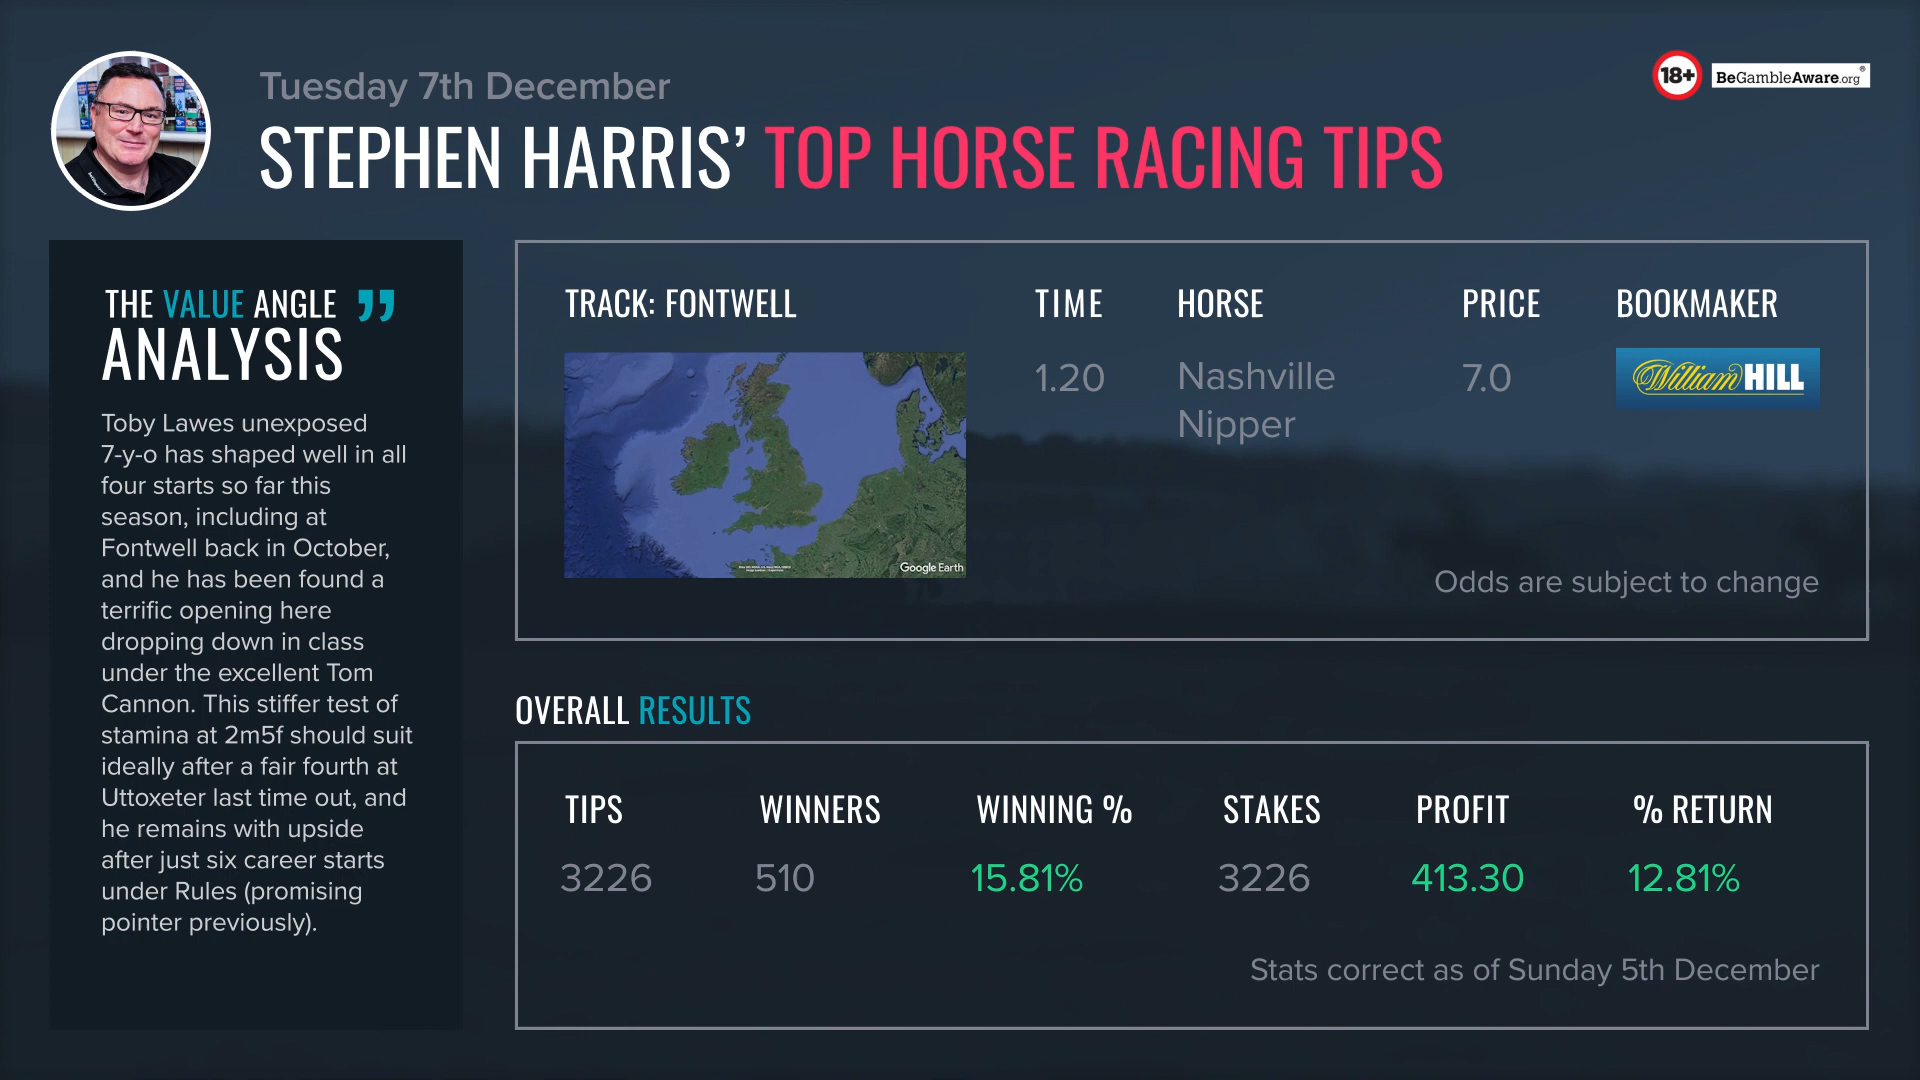 Tuesday 7th December
STEPHEN HARRIS’ TOP HORSE RACING TIPS
18+
BeGambleAware.org®
THE VALUE ANGLE ”
ANALYSIS
Toby Lawes unexposed
7-y-o has shaped well in all
four starts so far this
season, including at
Fontwell back in October,
and he has been found a
terrific opening here
dropping down in class
under the excellent Tom
Cannon. This stiffer test of
stamina at 2m5f should suit
ideally after a fair fourth at
Uttoxeter last time out, and
he remains with upside
after just six career starts
under Rules (promising
pointer previously).
TRACK: FONTWELL
Google Earth
TIME HORSE PRICE BOOKMAKER
1.20 Nashville 7.0 William HILL
Nipper
Odds are subject to change
OVERALL RESULTS
TIPS WINNERS WINNING % STAKES PROFIT % RETURN
3226 510 15.81% 3226 413.30 12.81%
Stats correct as of Sunday 5th December